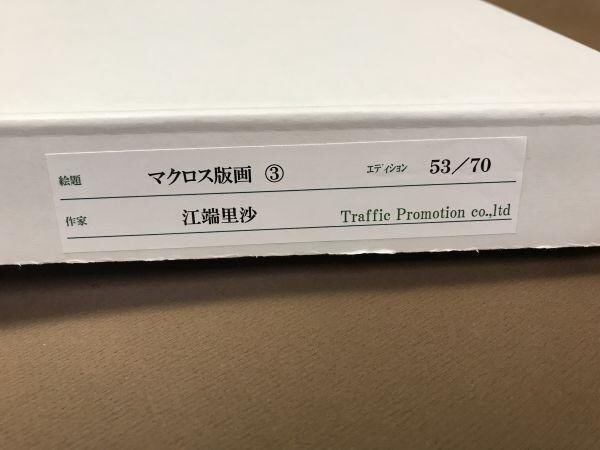 絵題 マクロス版画 ③ エディション 53/70
作家 江端里沙 Traffic Promotion co.,ltd